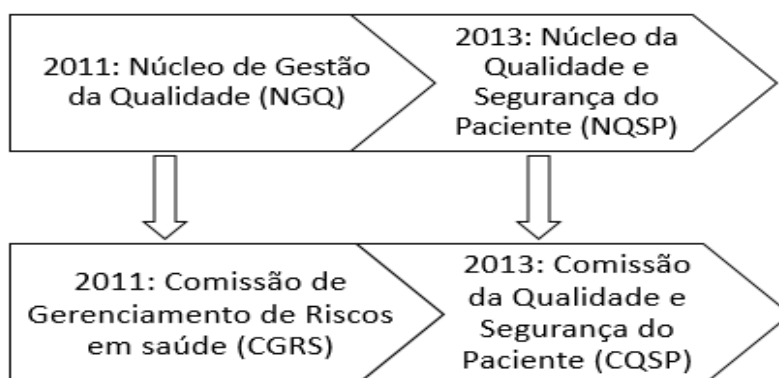 2011: Núcleo de Gestão
da Qualidade (NGQ)
2013: Núcleo da
Qualidade e
Segurança do
Paciente (NQSP)
2011: Comissão de
Gerenciamento de Riscos
em saúde (CGRS)
2013: Comissão
da Qualidade e
Segurança do
Paciente (CQSP)